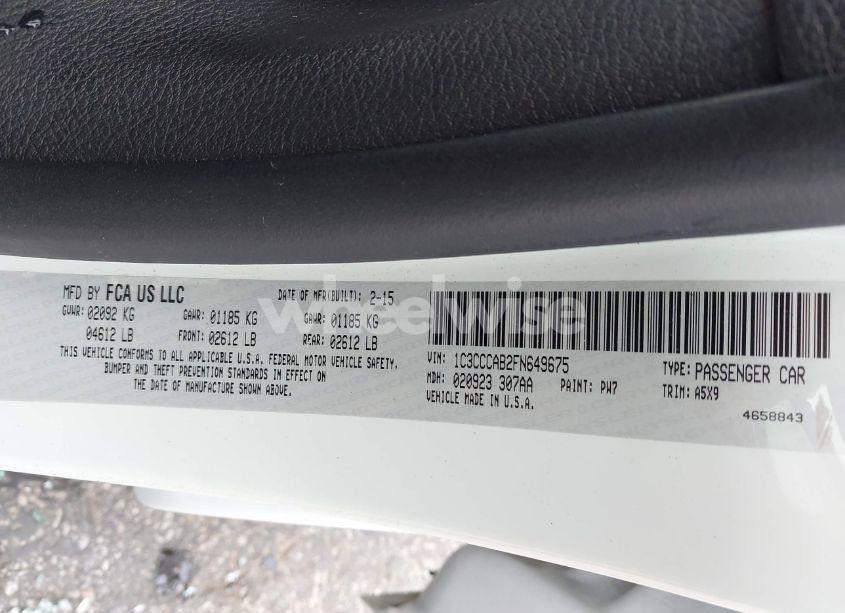 MFD BY FCA US LLC
DATE OF MFR(BUILT): 2-15
GVWR: 02092 KG
GAWR: 01185 KG
GAWR: 01185 KG
04612 LB
FRONT: 02612 LB
REAR: 02612 LB
THIS VEHICLE CONFORMS TO ALL APPLICABLE U.S.A. FEDERAL MOTOR VEHICLE SAFETY,
BUMPER AND THEFT PREVENTION STANDARDS IN EFFECT ON
THE DATE OF MANUFACTURE SHOWN ABOVE.
VIN: 1C3CCCAB2FN649675
TYPE: PASSENGER CAR
MDH: 020923 307AA
PAINT: PW7
TRIM: A5X9
VEHICLE MADE IN U.S.A.
4658843
wheelwise